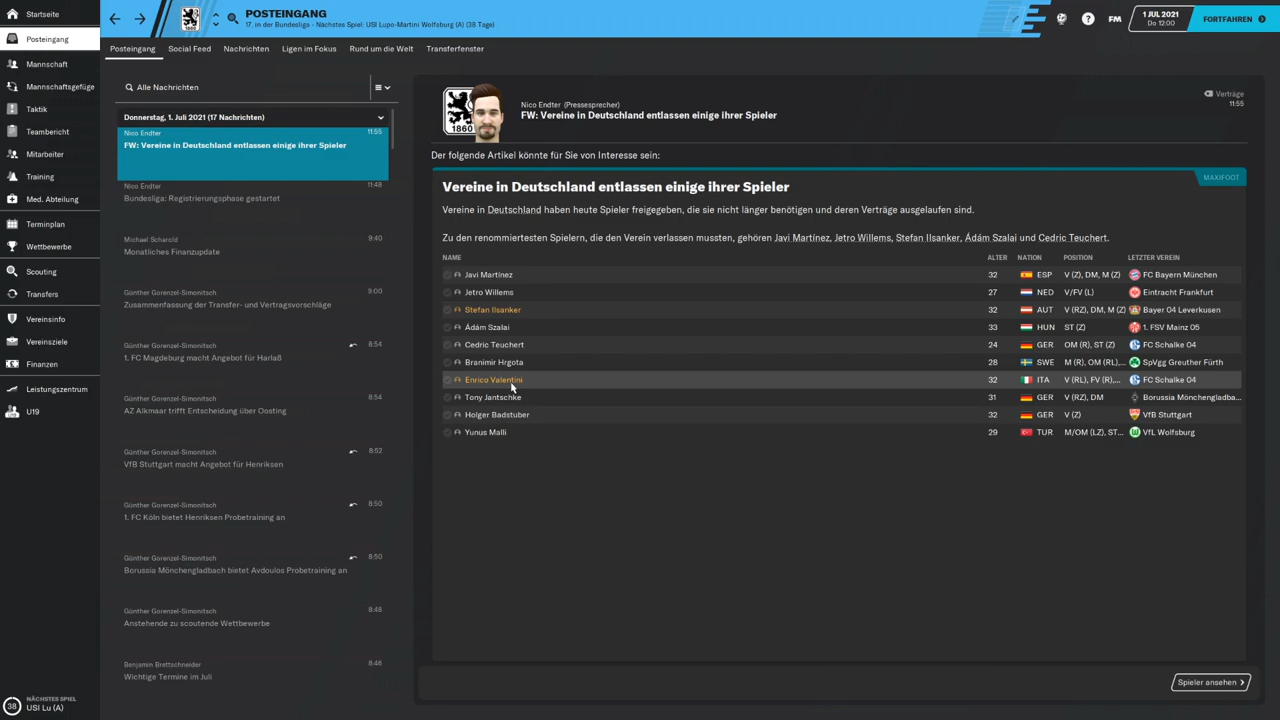 Startseite
Posteingang
Mannschaft
Mannschaftsgefüge
Taktik
Teambericht
Mitarbeiter
Training
Med. Abteilung
Terminplan
Wettbewerbe
Scouting
Transfers
Vereinsinfo
Vereinsziele
Finanzen
Leistungszentrum
U19
38
NÄCHSTES SPIEL
USI Lu (A)
POSTEINGANG
17. in der Bundesliga - Nächstes Spiel: USI Lupo-Martini Wolfsburg (A) (38 Tage)
FM
1 JUL 2021
Do 12:00
FORTFAHREN
Posteingang Social Feed Nachrichten Ligen im Fokus Rund um die Welt Transferfenster
Alle Nachrichten
Donnerstag, 1. Juli 2021 (17 Nachrichten)
Nico Endter 11:55
FW: Vereine in Deutschland entlassen einige ihrer Spieler
Nico Endter 11:48
Bundesliga: Registrierungsphase gestartet
Michael Scharold 9:40
Monatliches Finanzupdate
Günther Gorenzel-Simonitsch 9:00
Zusammenfassung der Transfer- und Vertragsvorschläge
Günther Gorenzel-Simonitsch 8:54
1. FC Magdeburg macht Angebot für Harlaß
Günther Gorenzel-Simonitsch 8:54
AZ Alkmaar trifft Entscheidung über Oosting
Günther Gorenzel-Simonitsch 8:52
VfB Stuttgart macht Angebot für Henriksen
Günther Gorenzel-Simonitsch 8:50
1. FC Köln bietet Henriksen Probetraining an
Günther Gorenzel-Simonitsch 8:50
Borussia Mönchengladbach bietet Avdoulos Probetraining an
Günther Gorenzel-Simonitsch 8:48
Anstehende zu scoutende Wettbewerbe
Benjamin Brettschneider 8:46
Wichtige Termine im Juli
1860
Nico Endter (Pressesprecher)
FW: Vereine in Deutschland entlassen einige ihrer Spieler
Verträge
11:55
Der folgende Artikel könnte für Sie von Interesse sein:
MAXIFOOT
Vereine in Deutschland entlassen einige ihrer Spieler
Vereine in Deutschland haben heute Spieler freigegeben, die sie nicht länger benötigen und deren Verträge ausgelaufen sind.
Zu den renommiertesten Spielern, die den Verein verlassen mussten, gehören Javi Martínez, Jetro Willems, Stefan Ilsanker, Ádám Szalai und Cedric Teuchert.
NAME ALTER NATION POSITION LETZTER VEREIN
Javi Martínez 32 ESP V (Z), DM, M (Z) FC Bayern München
Jetro Willems 27 NED V/FV (L) Eintracht Frankfurt
Stefan Ilsanker 32 AUT V (RZ), DM, M (Z) Bayer 04 Leverkusen
Ádám Szalai 33 HUN ST (Z) 1. FSV Mainz 05
Cedric Teuchert 24 GER OM (R), ST (Z) FC Schalke 04
Branimir Hrgota 28 SWE M (R), OM (RL),... SpVgg Greuther Fürth
Enrico Valentini 32 ITA V (RL), FV (R),... FC Schalke 04
Tony Jantschke 31 GER V (RZ), DM Borussia Mönchengladba...
Holger Badstuber 32 GER V (Z) VfB Stuttgart
Yunus Malli 29 TUR M/OM (LZ), ST... VfL Wolfsburg
Spieler ansehen